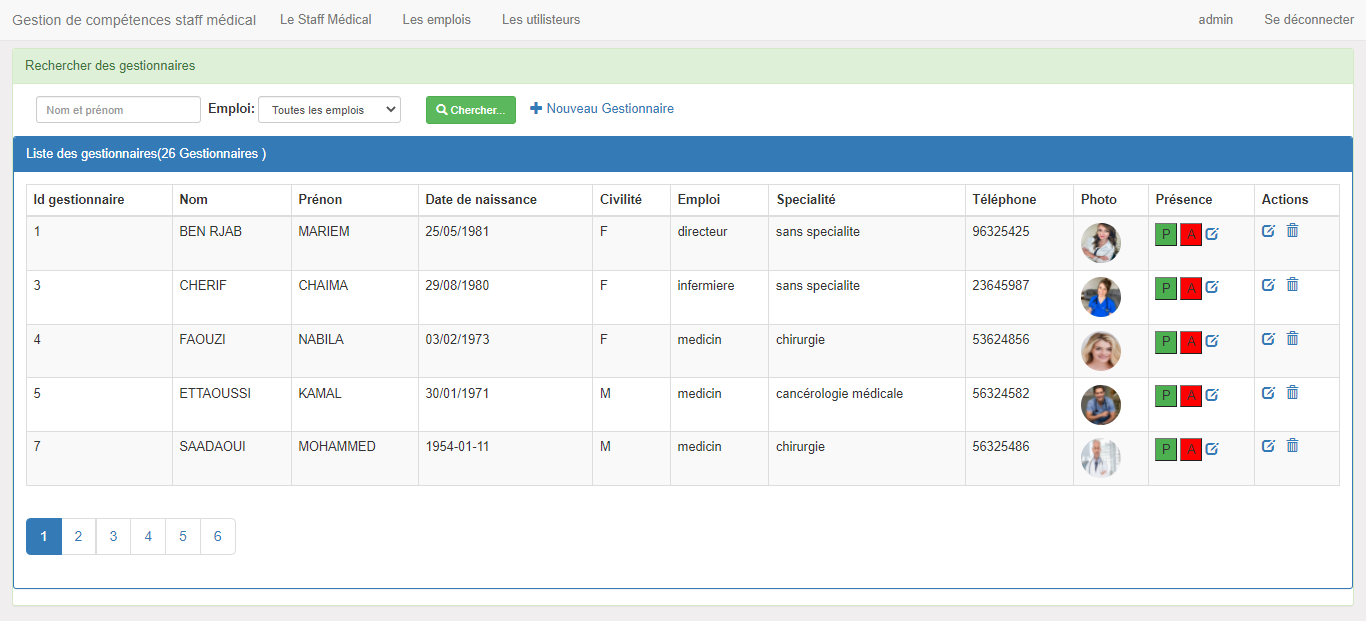 Gestion de compétences staff médical Le Staff Médical Les emplois Les utilisteurs admin Se déconnecter
Rechercher des gestionnaires
Nom et prénom Emploi: Toutes les emplois Chercher... Nouveau Gestionnaire
Liste des gestionnaires(26 Gestionnaires )
Id gestionnaire Nom Prénon Date de naissance Civilité Emploi Specialité Téléphone Photo Présence Actions
1 BEN RJAB MARIEM 25/05/1981 F directeur sans specialite 96325425 P A
3 CHERIF CHAIMA 29/08/1980 F infermiere sans specialite 23645987 P A
4 FAOUZI NABILA 03/02/1973 F medicin chirurgie 53624856 P A
5 ETTAOUSSI KAMAL 30/01/1971 M medicin cancérologie médicale 56324582 P A
7 SAADAOUI MOHAMMED 1954-01-11 M medicin chirurgie 56325486 P A
1 2 3 4 5 6